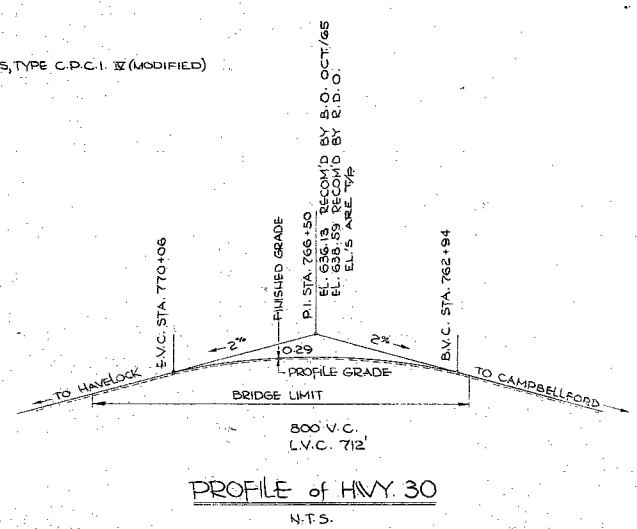 S, TYPE C.P.C.I. IV (MODIFIED)
E.V.C. STA. 770+06
FINISHED GRADE
P.I. STA. 766+50
EL. 636.13 RECOM'D BY B.O. OCT/65
EL. 638.59 RECOM'D BY R.D.O.
EL.'S ARE T/P
B.V.C. STA. 762+94
2%
2%
0.29
PROFILE GRADE
TO HAVELOCK
TO CAMPBELLFORD
BRIDGE LIMIT
800 V.C.
L.V.C. 712'
PROFILE of HWY. 30
N.T.S.